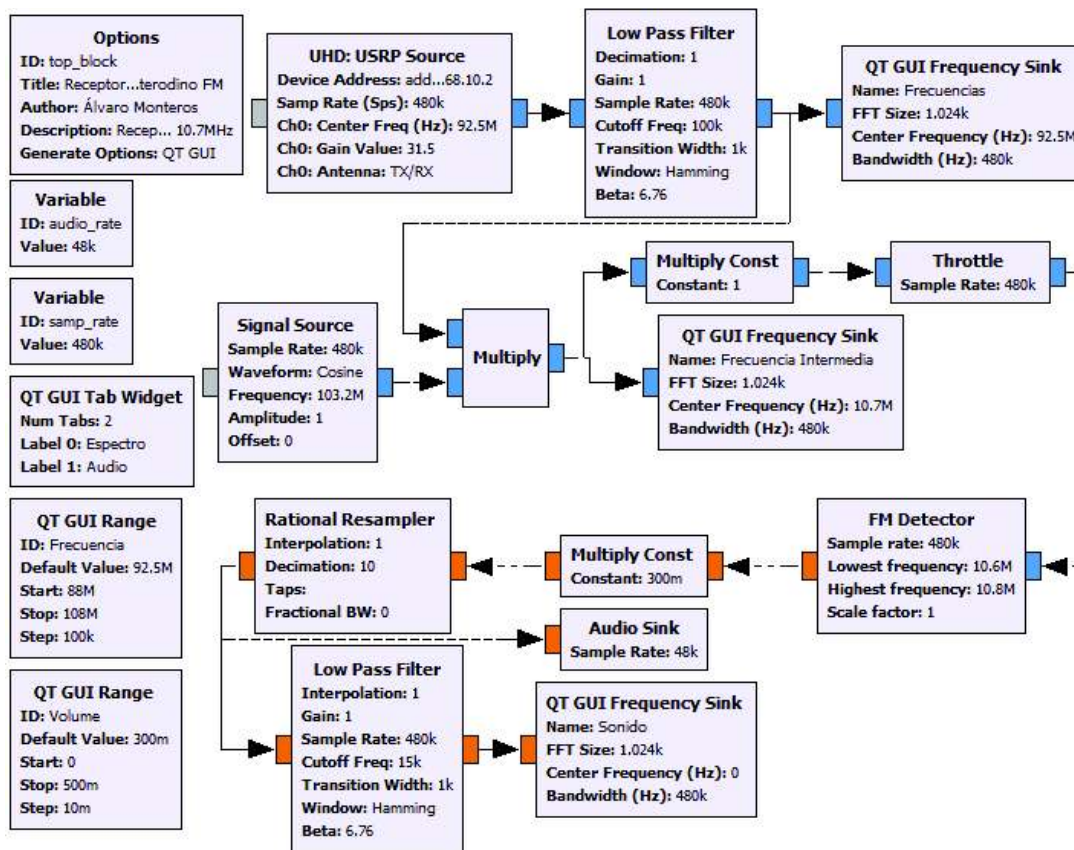 Options
ID: top_block
Title: Receptor...terodino FM
Author: Álvaro Monteros
Description: Recep... 10.7MHz
Generate Options: QT GUI
UHD: USRP Source
Device Address: add...68.10.2
Samp Rate (Sps): 480k
Ch0: Center Freq (Hz): 92.5M
Ch0: Gain Value: 31.5
Ch0: Antenna: TX/RX
Low Pass Filter
Decimation: 1
Gain: 1
Sample Rate: 480k
Cutoff Freq: 100k
Transition Width: 1k
Window: Hamming
Beta: 6.76
QT GUI Frequency Sink
Name: Frecuencias
FFT Size: 1.024k
Center Frequency (Hz): 92.5M
Bandwidth (Hz): 480k
Variable
ID: audio_rate
Value: 48k
Variable
ID: samp_rate
Value: 480k
Signal Source
Sample Rate: 480k
Waveform: Cosine
Frequency: 103.2M
Amplitude: 1
Offset: 0
Multiply
Multiply Const
Constant: 1
Throttle
Sample Rate: 480k
QT GUI Frequency Sink
Name: Frecuencia Intermedia
FFT Size: 1.024k
Center Frequency (Hz): 10.7M
Bandwidth (Hz): 480k
QT GUI Tab Widget
Num Tabs: 2
Label 0: Espectro
Label 1: Audio
QT GUI Range
ID: Frecuencia
Default Value: 92.5M
Start: 88M
Stop: 108M
Step: 100k
Rational Resampler
Interpolation: 1
Decimation: 10
Taps:
Fractional BW: 0
Multiply Const
Constant: 300m
FM Detector
Sample rate: 480k
Lowest frequency: 10.6M
Highest frequency: 10.8M
Scale factor: 1
Audio Sink
Sample Rate: 48k
QT GUI Range
ID: Volume
Default Value: 300m
Start: 0
Stop: 500m
Step: 10m
Low Pass Filter
Interpolation: 1
Gain: 1
Sample Rate: 480k
Cutoff Freq: 15k
Transition Width: 1k
Window: Hamming
Beta: 6.76
QT GUI Frequency Sink
Name: Sonido
FFT Size: 1.024k
Center Frequency (Hz): 0
Bandwidth (Hz): 480k